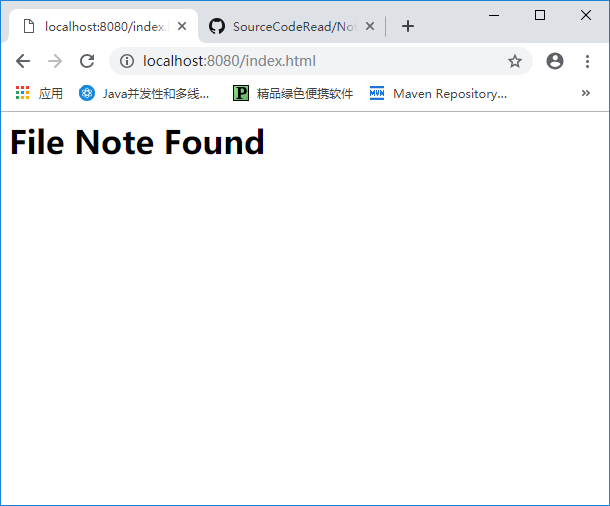 localhost:8080/index.
SourceCodeRead/Not
localhost:8080/index.html
应用
Java并发性和多线...
精品绿色便携软件
MVN
Maven Repository...
File Note Found